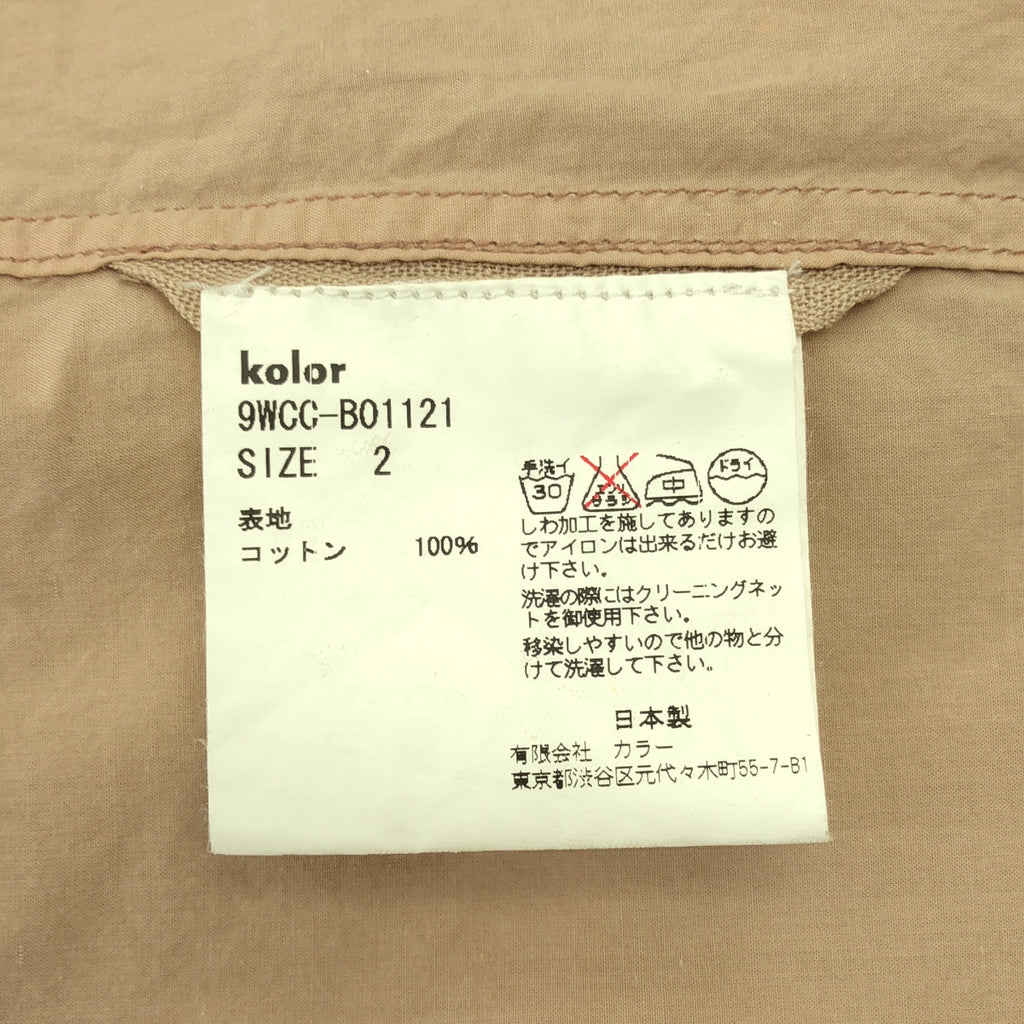 kolor
9WCC-B01121
SIZE 2
表地
コットン 100%
手洗イ 30 エンソ サラシ 中 ドライ
しわ加工を施してありますの
でアイロンは出来るだけお避
け下さい。
洗濯の際にはクリーニングネッ
トを御使用下さい。
移染しやすいので他の物と分
けて洗濯して下さい。
日本製
有限会社 カラー
東京都渋谷区元代々木町55-7-B1